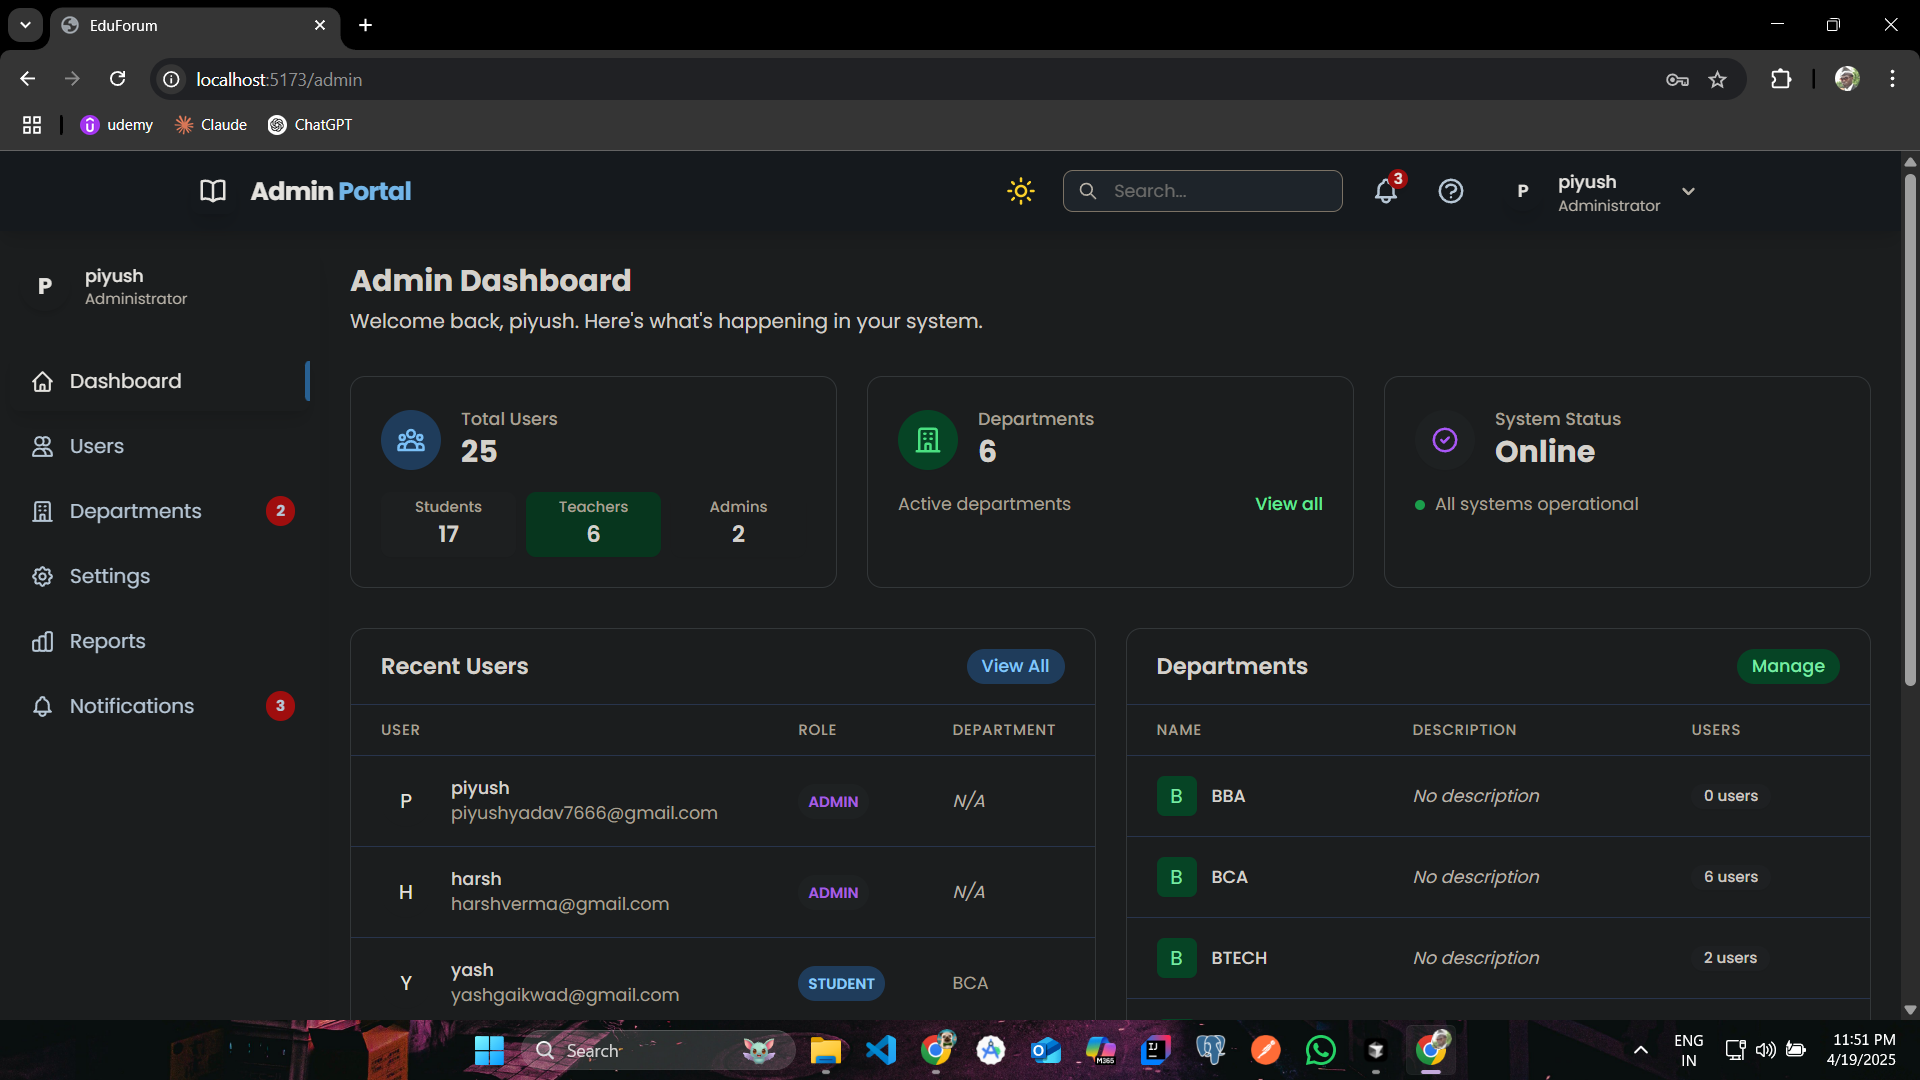 EduForum
localhost:5173/admin
udemy
Claude
ChatGPT
Admin Portal
Search...
3
P
piyush
Administrator
P
piyush
Administrator
Dashboard
Users
Departments
2
Settings
Reports
Notifications
3
Admin Dashboard
Welcome back, piyush. Here's what's happening in your system.
Total Users
25
Students
17
Teachers
6
Admins
2
Departments
6
Active departments
View all
System Status
Online
All systems operational
Recent Users
View All
USER ROLE DEPARTMENT
P
piyush
piyushyadav7666@gmail.com
ADMIN
N/A
H
harsh
harshverma@gmail.com
ADMIN
N/A
Y
yash
yashgaikwad@gmail.com
STUDENT
BCA
Departments
Manage
NAME DESCRIPTION USERS
B BBA No description 0 users
B BCA No description 6 users
B BTECH No description 2 users
Search
M365
IJ
ENG
IN
11:51 PM
4/19/2025